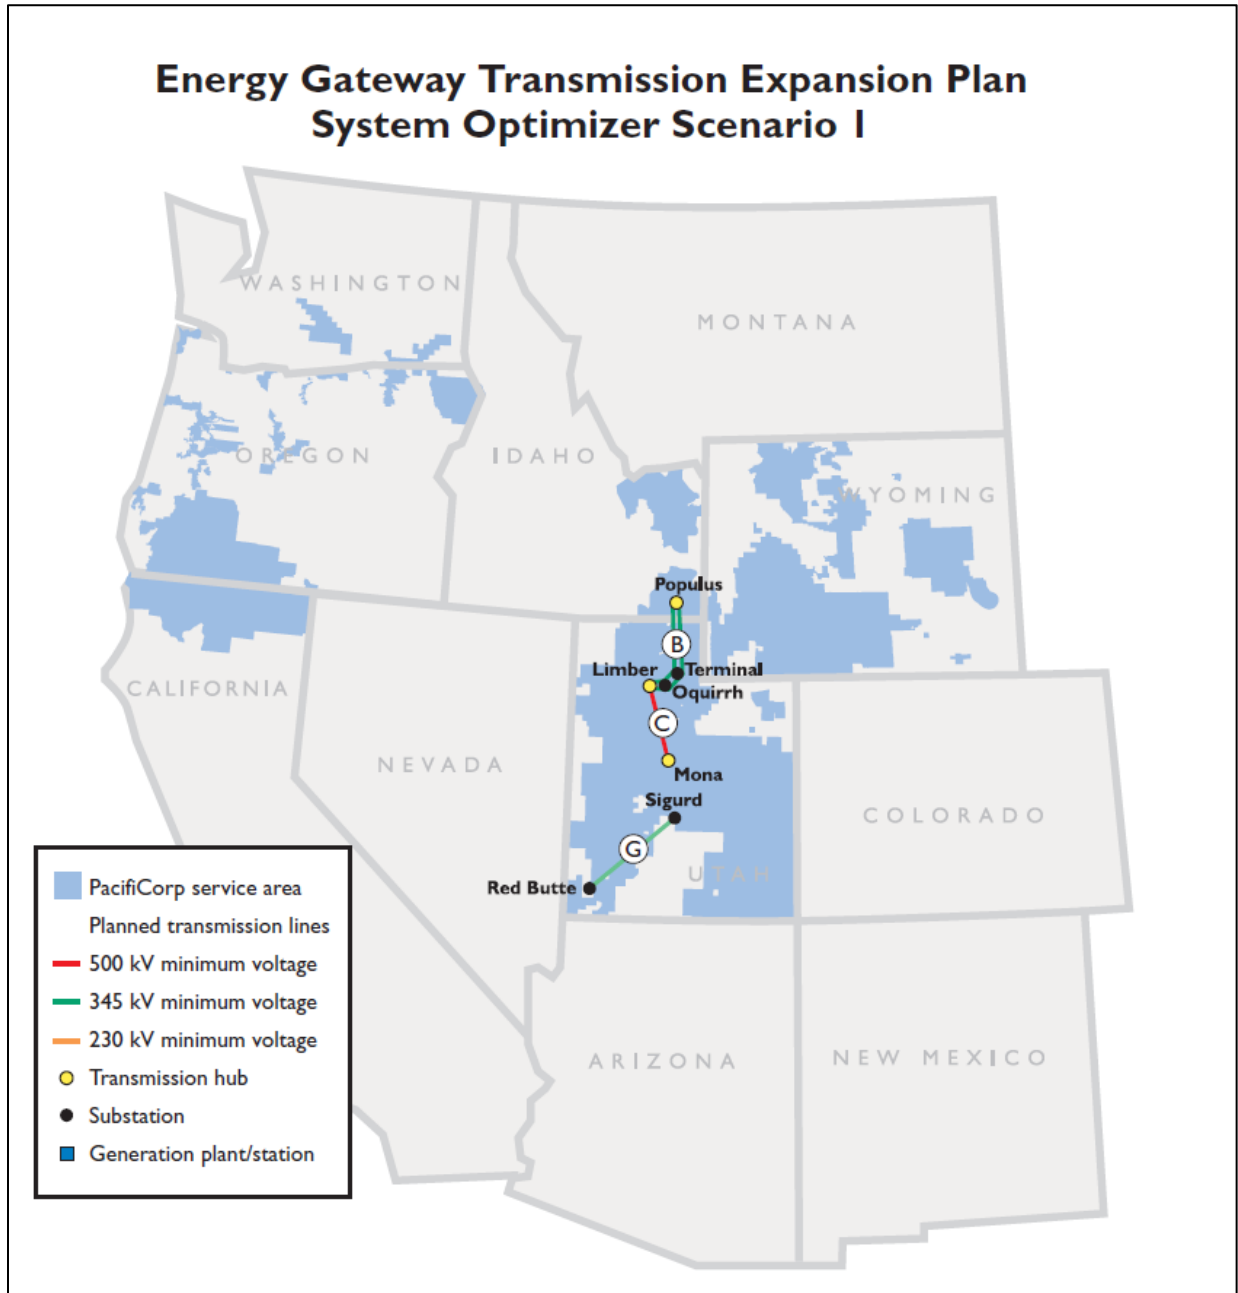 Energy Gateway Transmission Expansion Plan
System Optimizer Scenario 1
WASHINGTON
MONTANA
OREGON
IDAHO
WYOMING
Populus
B
Limber
Terminal
Oquirrh
CALIFORNIA
C
NEVADA
Mona
Sigurd
COLORADO
G
UTAH
Red Butte
PacifiCorp service area
Planned transmission lines
500 kV minimum voltage
345 kV minimum voltage
230 kV minimum voltage
Transmission hub
Substation
Generation plant/station
ARIZONA
NEW MEXICO